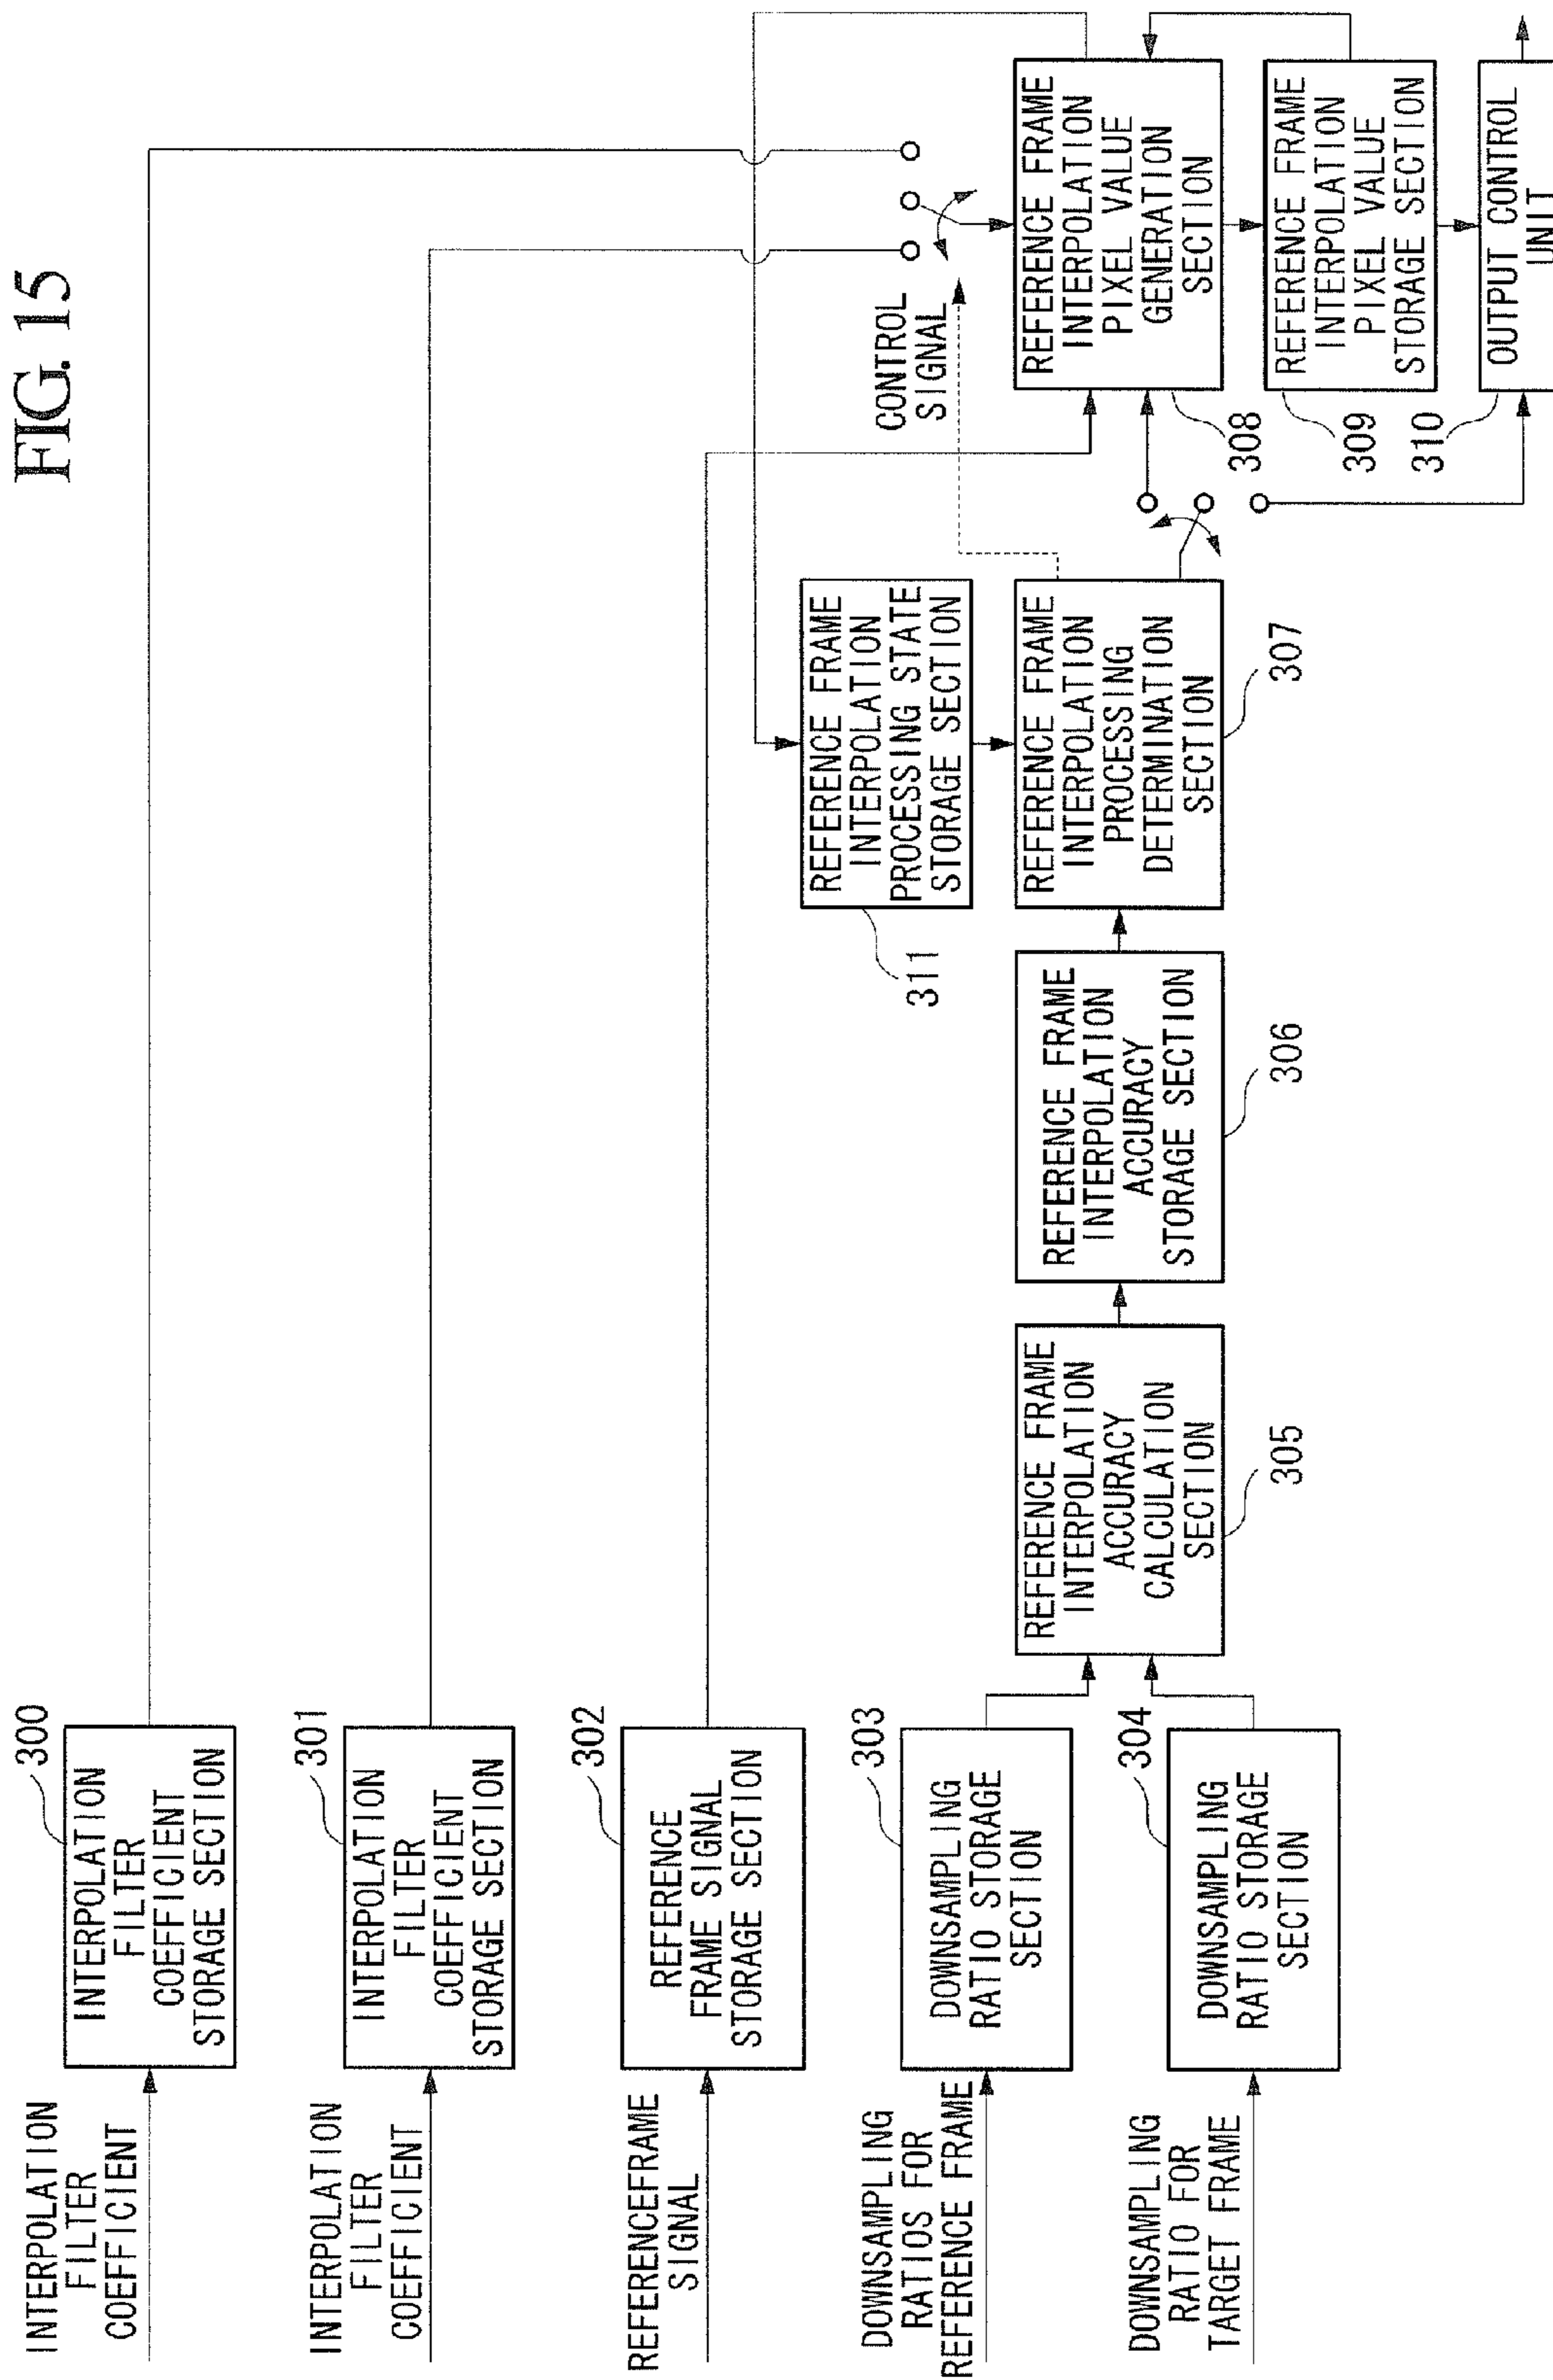 FIG. 15
INTERPOLATION
FILTER
COEFFICIENT
300
INTERPOLATION
FILTER
COEFFICIENT
STORAGE SECTION
INTERPOLATION
FILTER
COEFFICIENT
301
INTERPOLATION
FILTER
COEFFICIENT
STORAGE SECTION
REFERENCEFRAME
SIGNAL
302
REFERENCE
FRAME SIGNAL
STORAGE SECTION
DOWNSAMPLING
RATIOS FOR
REFERENCE FRAME
303
DOWNSAMPLING
RATIO STORAGE
SECTION
DOWNSAMPLING
RATIO FOR
TARGET FRAME
304
DOWNSAMPLING
RATIO STORAGE
SECTION
REFERENCE FRAME
INTERPOLATION
ACCURACY
CALCULATION
SECTION
305
REFERENCE FRAME
INTERPOLATION
ACCURACY
STORAGE SECTION
306
REFERENCE FRAME
INTERPOLATION
PROCESSING STATE
STORAGE SECTION
311
REFERENCE FRAME
INTERPOLATION
PROCESSING
DETERMINATION
SECTION
307
CONTROL
SIGNAL
REFERENCE FRAME
INTERPOLATION
PIXEL VALUE
GENERATION
SECTION
308
REFERENCE FRAME
INTERPOLATION
PIXEL VALUE
STORAGE SECTION
309
OUTPUT CONTROL
UNIT
310